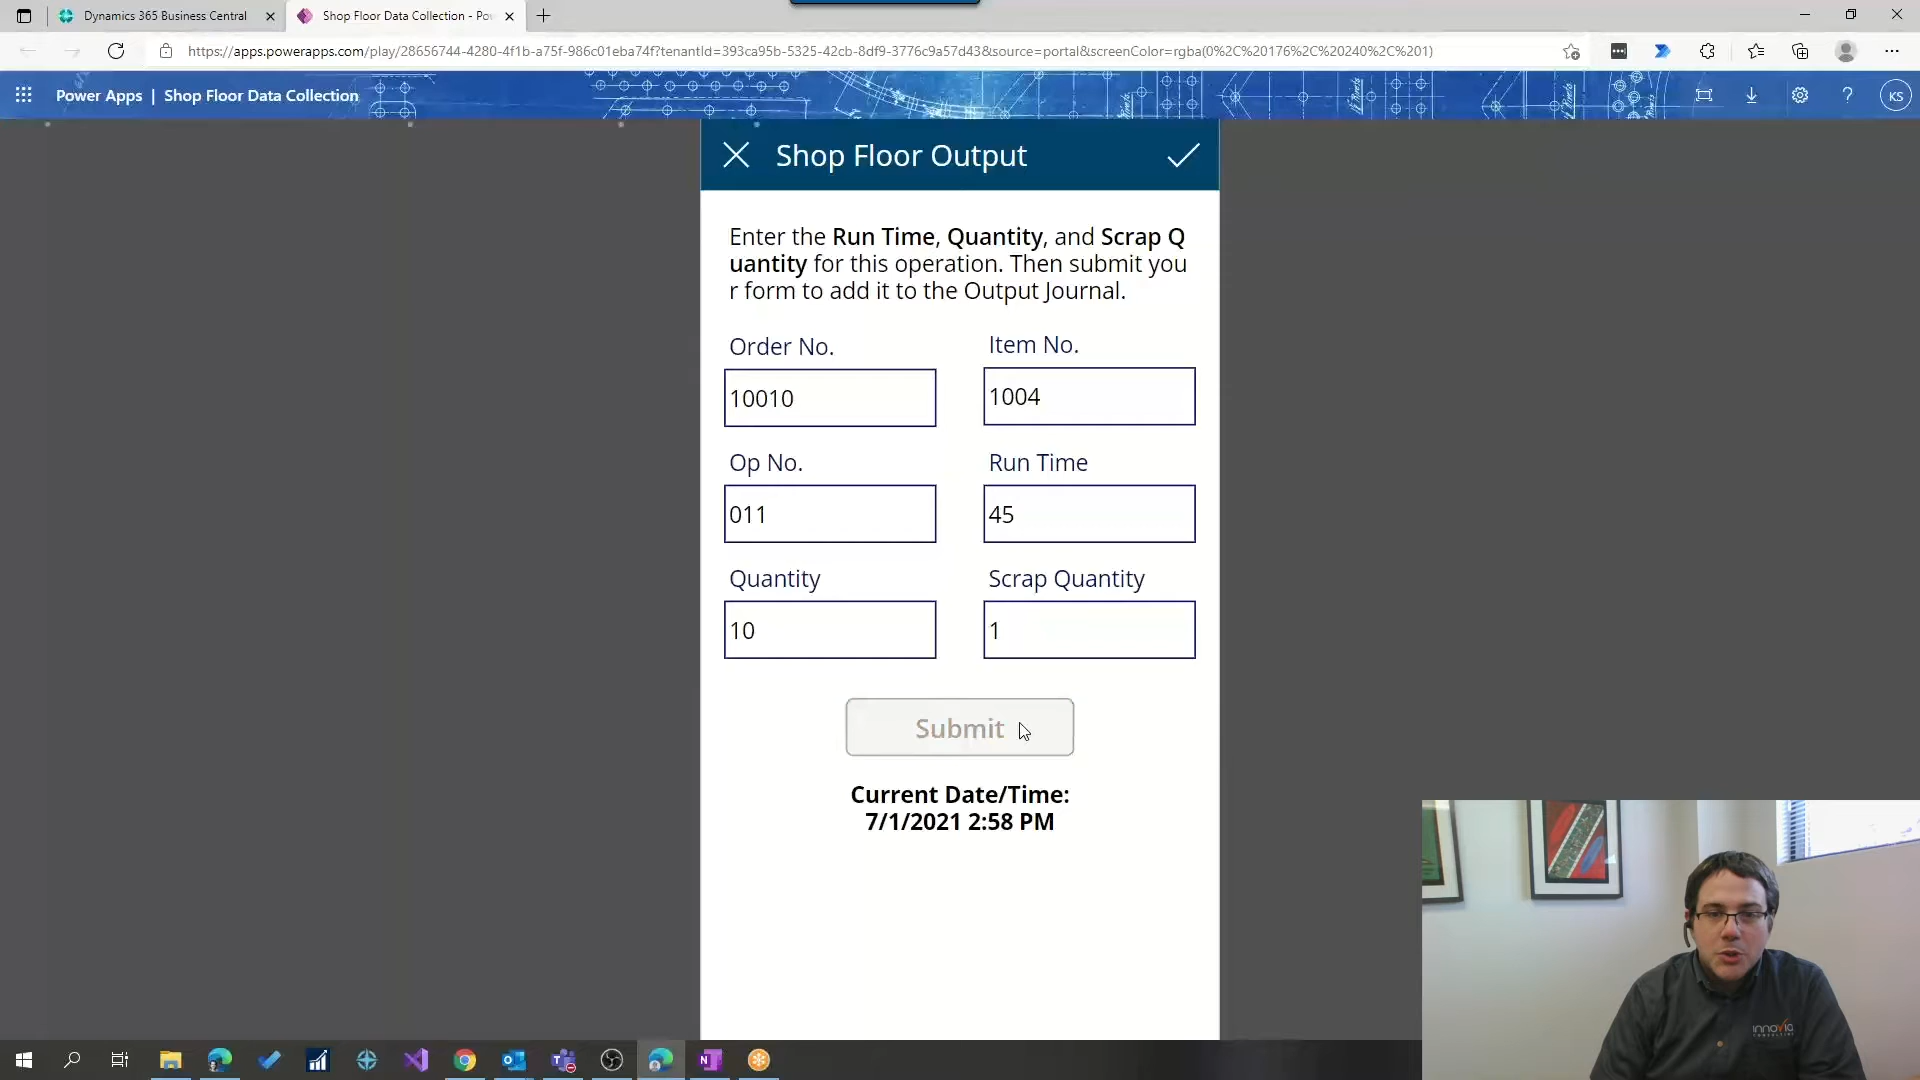 Dynamics 365 Business Central
Shop Floor Data Collection - Po
https://apps.powerapps.com/play/28656744-4280-4f1b-a75f-986c01eba74f?tenantId=393ca95b-5325-42cb-8df9-3776c9a57d43&source=portal&screenColor=rgba(0%2C%20176%2C%20240%2C%201)
Power Apps | Shop Floor Data Collection
KS
Shop Floor Output
Enter the Run Time, Quantity, and Scrap Q
uantity for this operation. Then submit you
r form to add it to the Output Journal.
Order No.
Item No.
10010
1004
Op No.
Run Time
011
45
Quantity
Scrap Quantity
10
1
Submit
Current Date/Time:
7/1/2021 2:58 PM
innovia
CONSULTING